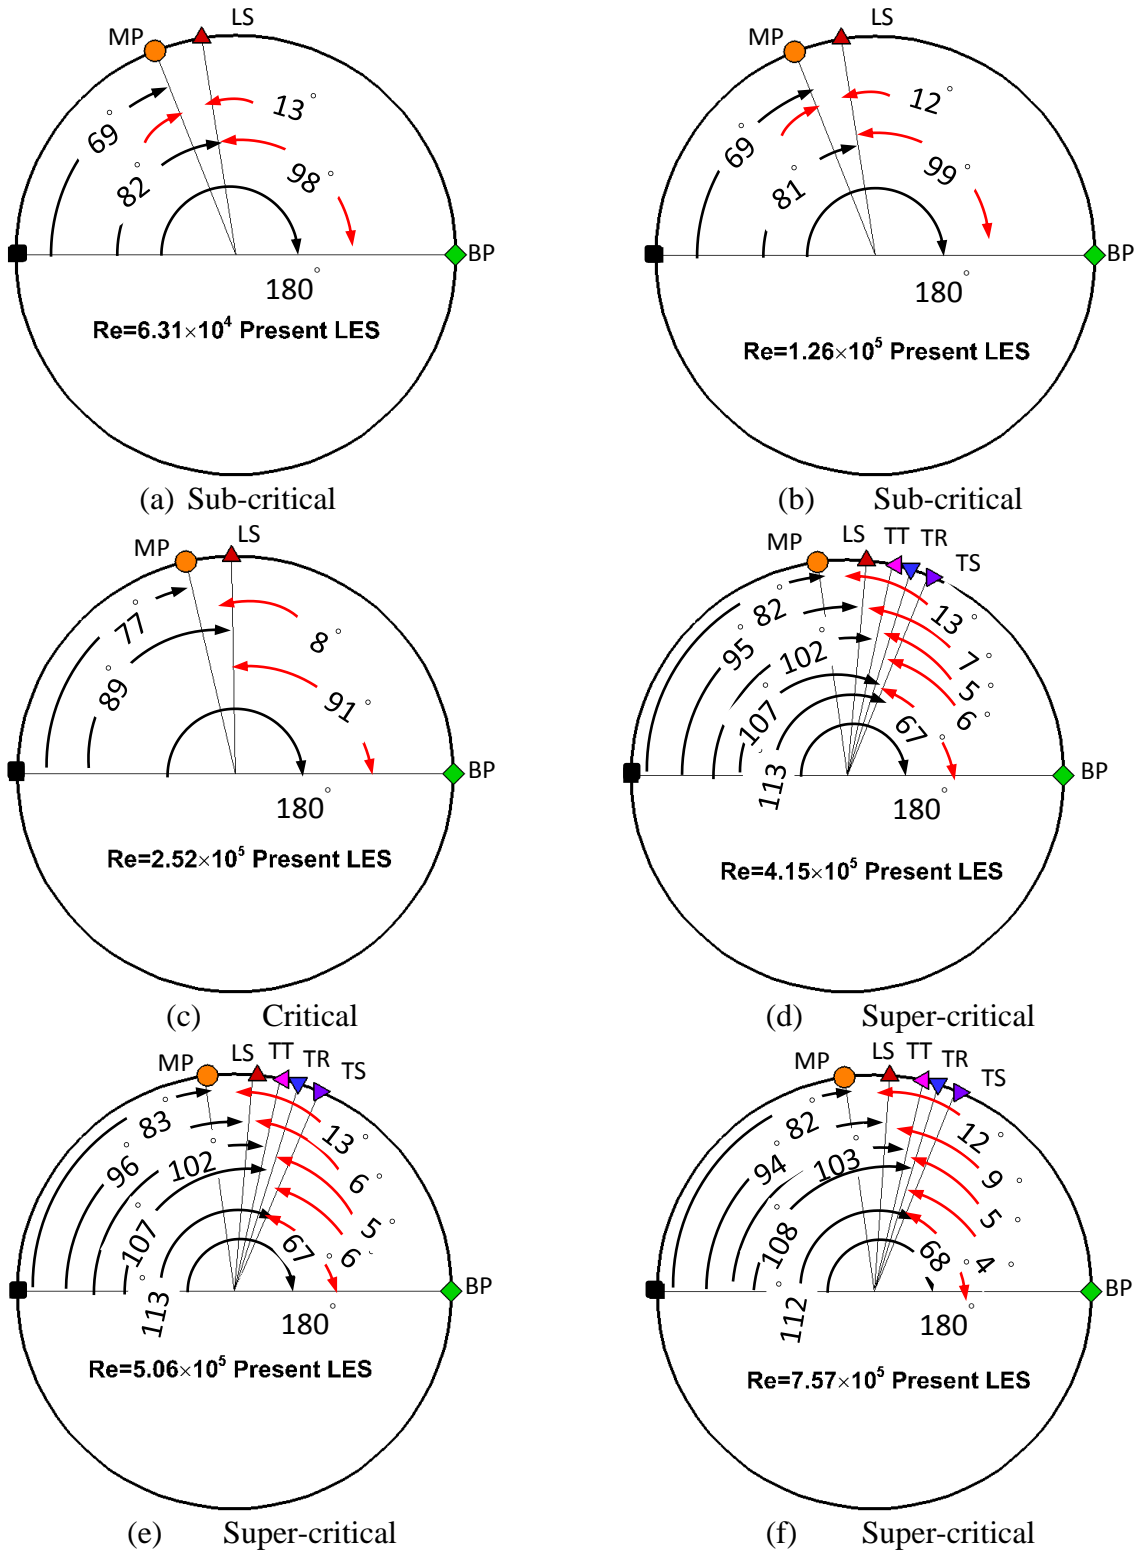 MP
LS
13°
69°
82°
98°
BP
180°
Re=6.31×10⁴ Present LES
(a) Sub-critical
MP
LS
12°
69°
81°
99°
BP
180°
Re=1.26×10⁵ Present LES
(b) Sub-critical
MP
LS
77°
8°
89°
91°
BP
180°
Re=2.52×10⁵ Present LES
(c) Critical
MP
LS
TT
TR
TS
82°
13°
95°
102°
7°
5°
107°
67°
6°
113°
BP
180°
Re=4.15×10⁵ Present LES
(d) Super-critical
MP
LS
TT
TR
TS
83°
13°
96°
102°
6°
5°
107°
67°
6°
113°
BP
180°
Re=5.06×10⁵ Present LES
(e) Super-critical
MP
LS
TT
TR
TS
82°
12°
94°
103°
9°
5°
108°
68°
4°
112°
BP
180°
Re=7.57×10⁵ Present LES
(f) Super-critical